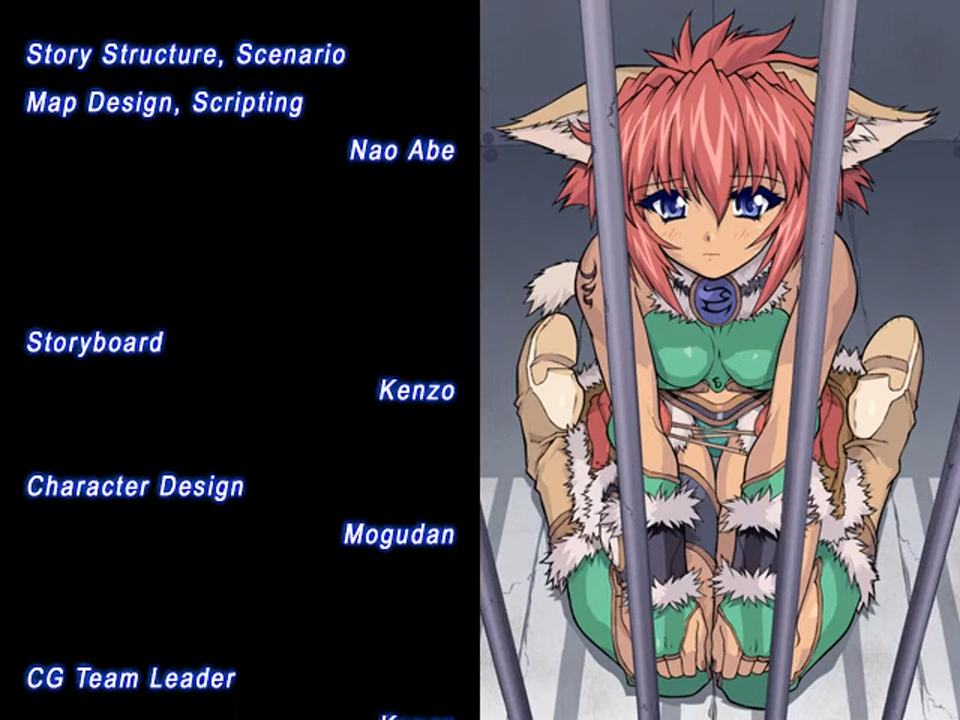 Story Structure, Scenario
Map Design, Scripting
Nao Abe
Storyboard
Kenzo
Character Design
Mogudan
CG Team Leader